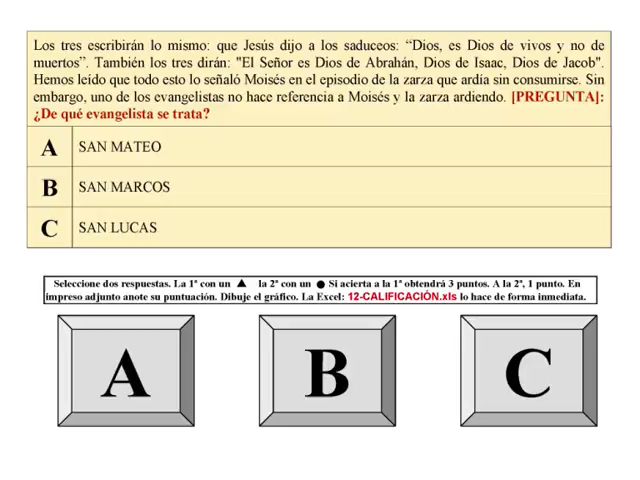 Los tres escribirán lo mismo: que Jesús dijo a los saduceos: “Dios, es Dios de vivos y no de
muertos”. También los tres dirán: "El Señor es Dios de Abrahán, Dios de Isaac, Dios de Jacob".
Hemos leído que todo esto lo señaló Moisés en el episodio de la zarza que ardía sin consumirse. Sin
embargo, uno de los evangelistas no hace referencia a Moisés y la zarza ardiendo. [PREGUNTA]:
¿De qué evangelista se trata?
A SAN MATEO
B SAN MARCOS
C SAN LUCAS
Seleccione dos respuestas. La 1ª con un ▲ la 2ª con un ● Si acierta a la 1ª obtendrá 3 puntos. A la 2ª, 1 punto. En
impreso adjunto anote su puntuación. Dibuje el gráfico. La Excel: 12-CALIFICACIÓN.xls lo hace de forma inmediata.
A B C